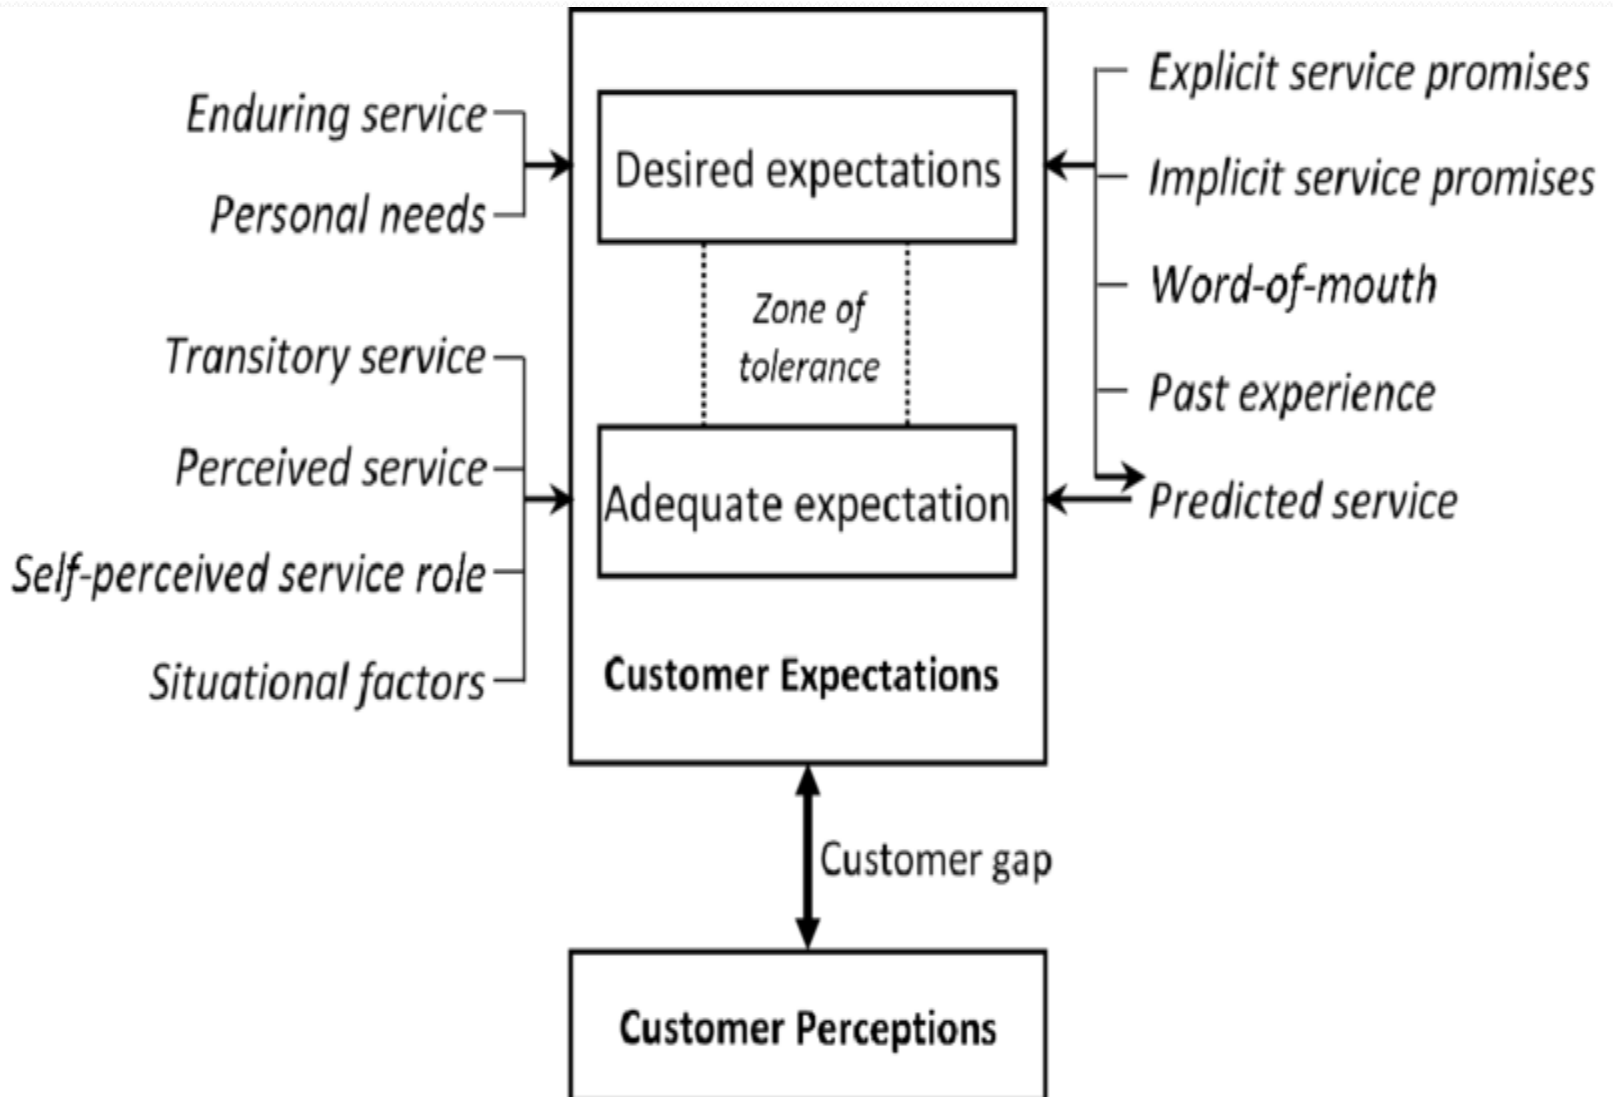 Enduring service
Personal needs
Transitory service
Perceived service
Self-perceived service role
Situational factors
Desired expectations
Zone of
tolerance
Adequate expectation
Customer Expectations
Explicit service promises
Implicit service promises
Word-of-mouth
Past experience
Predicted service
Customer gap
Customer Perceptions